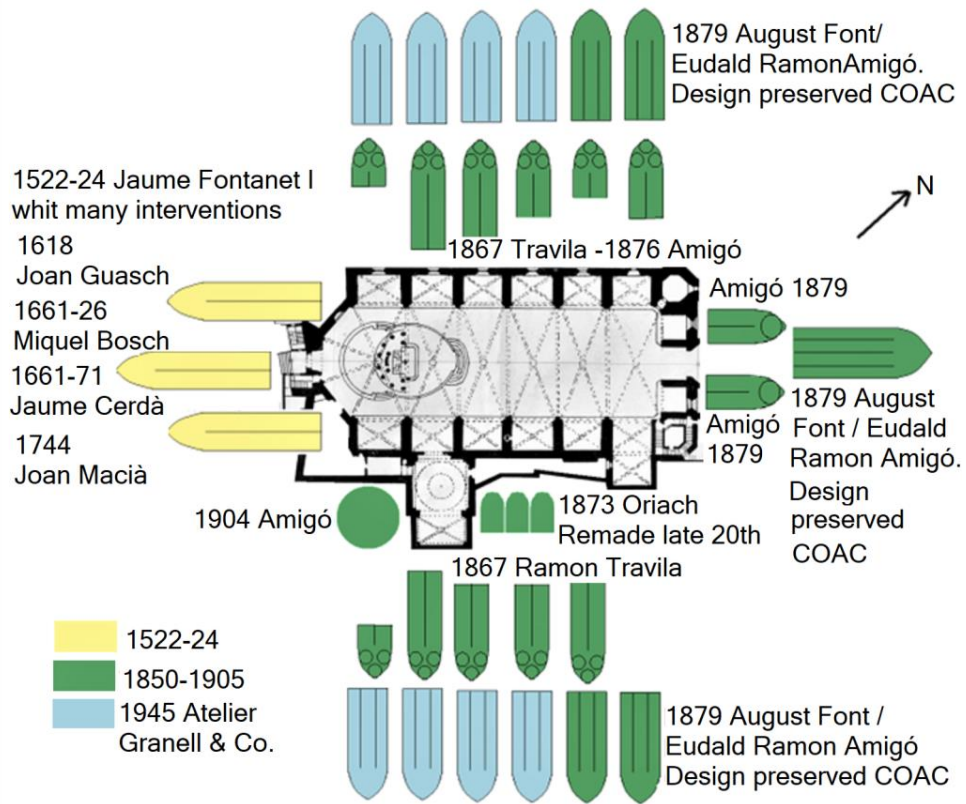 1879 August Font/
Eudald RamonAmigó.
Design preserved COAC
1522-24 Jaume Fontanet I
whit many interventions
1618
Joan Guasch
1661-26
Miquel Bosch
1661-71
Jaume Cerdà
1744
Joan Macià
N
1867 Travila -1876 Amigó
Amigó 1879
Amigó
1879
1879 August
Font / Eudald
Ramon Amigó.
Design
preserved
COAC
1904 Amigó
1873 Oriach
Remade late 20th
1867 Ramon Travila
1522-24
1850-1905
1945 Atelier
Granell & Co.
1879 August Font /
Eudald Ramon Amigó
Design preserved COAC